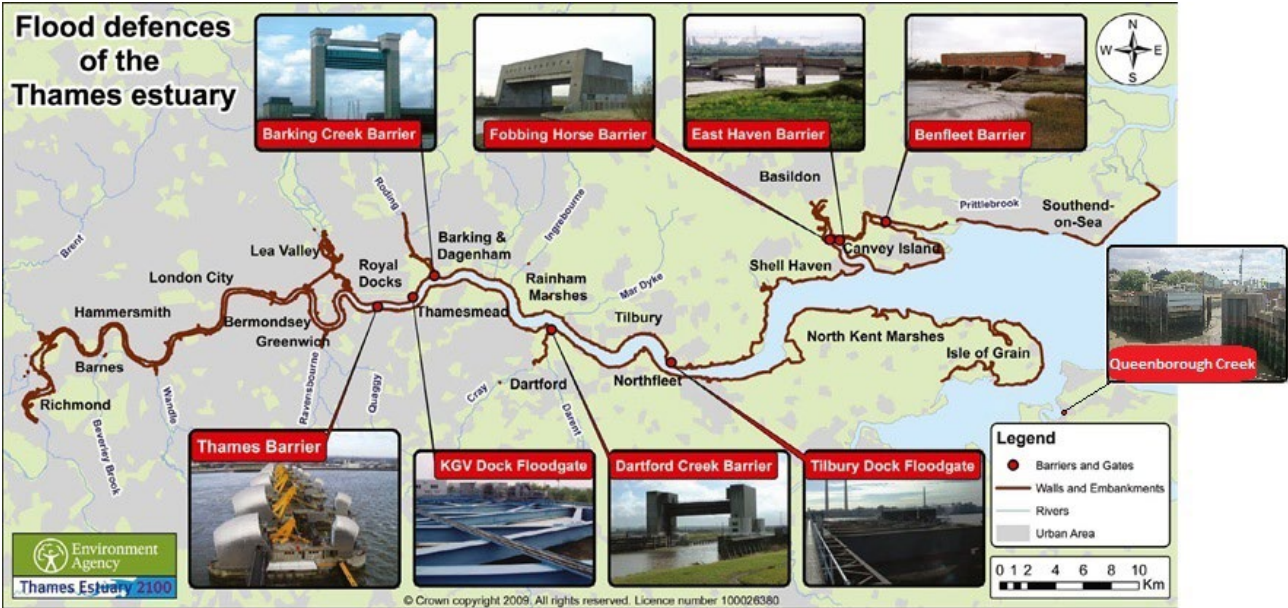 Flood defences
of the
Thames estuary
Barking Creek Barrier
Fobbing Horse Barrier
East Haven Barrier
Benfleet Barrier
N
W E
S
Basildon
Prittlebrook
Southend-
on-Sea
Canvey Island
Shell Haven
Roding
Ingrebourne
Brent
Lea Valley
Barking &
Dagenham
Royal
Docks
London City
Rainham
Marshes
Mar Dyke
Hammersmith
Bermondsey
Greenwich
Thamesmead
Tilbury
North Kent Marshes
Isle of Grain
Barnes
Richmond
Wandle
Beverley Brook
Ravensbourne
Quaggy
Cray
Dartford
Darent
Northfleet
Queenborough Creek
Thames Barrier
KGV Dock Floodgate
Dartford Creek Barrier
Tilbury Dock Floodgate
Legend
Barriers and Gates
Walls and Embankments
Rivers
Urban Area
0 1 2 4 6 8 10
Km
Environment
Agency
Thames Estuary 2100
© Crown copyright 2009. All rights reserved. Licence number 100026380